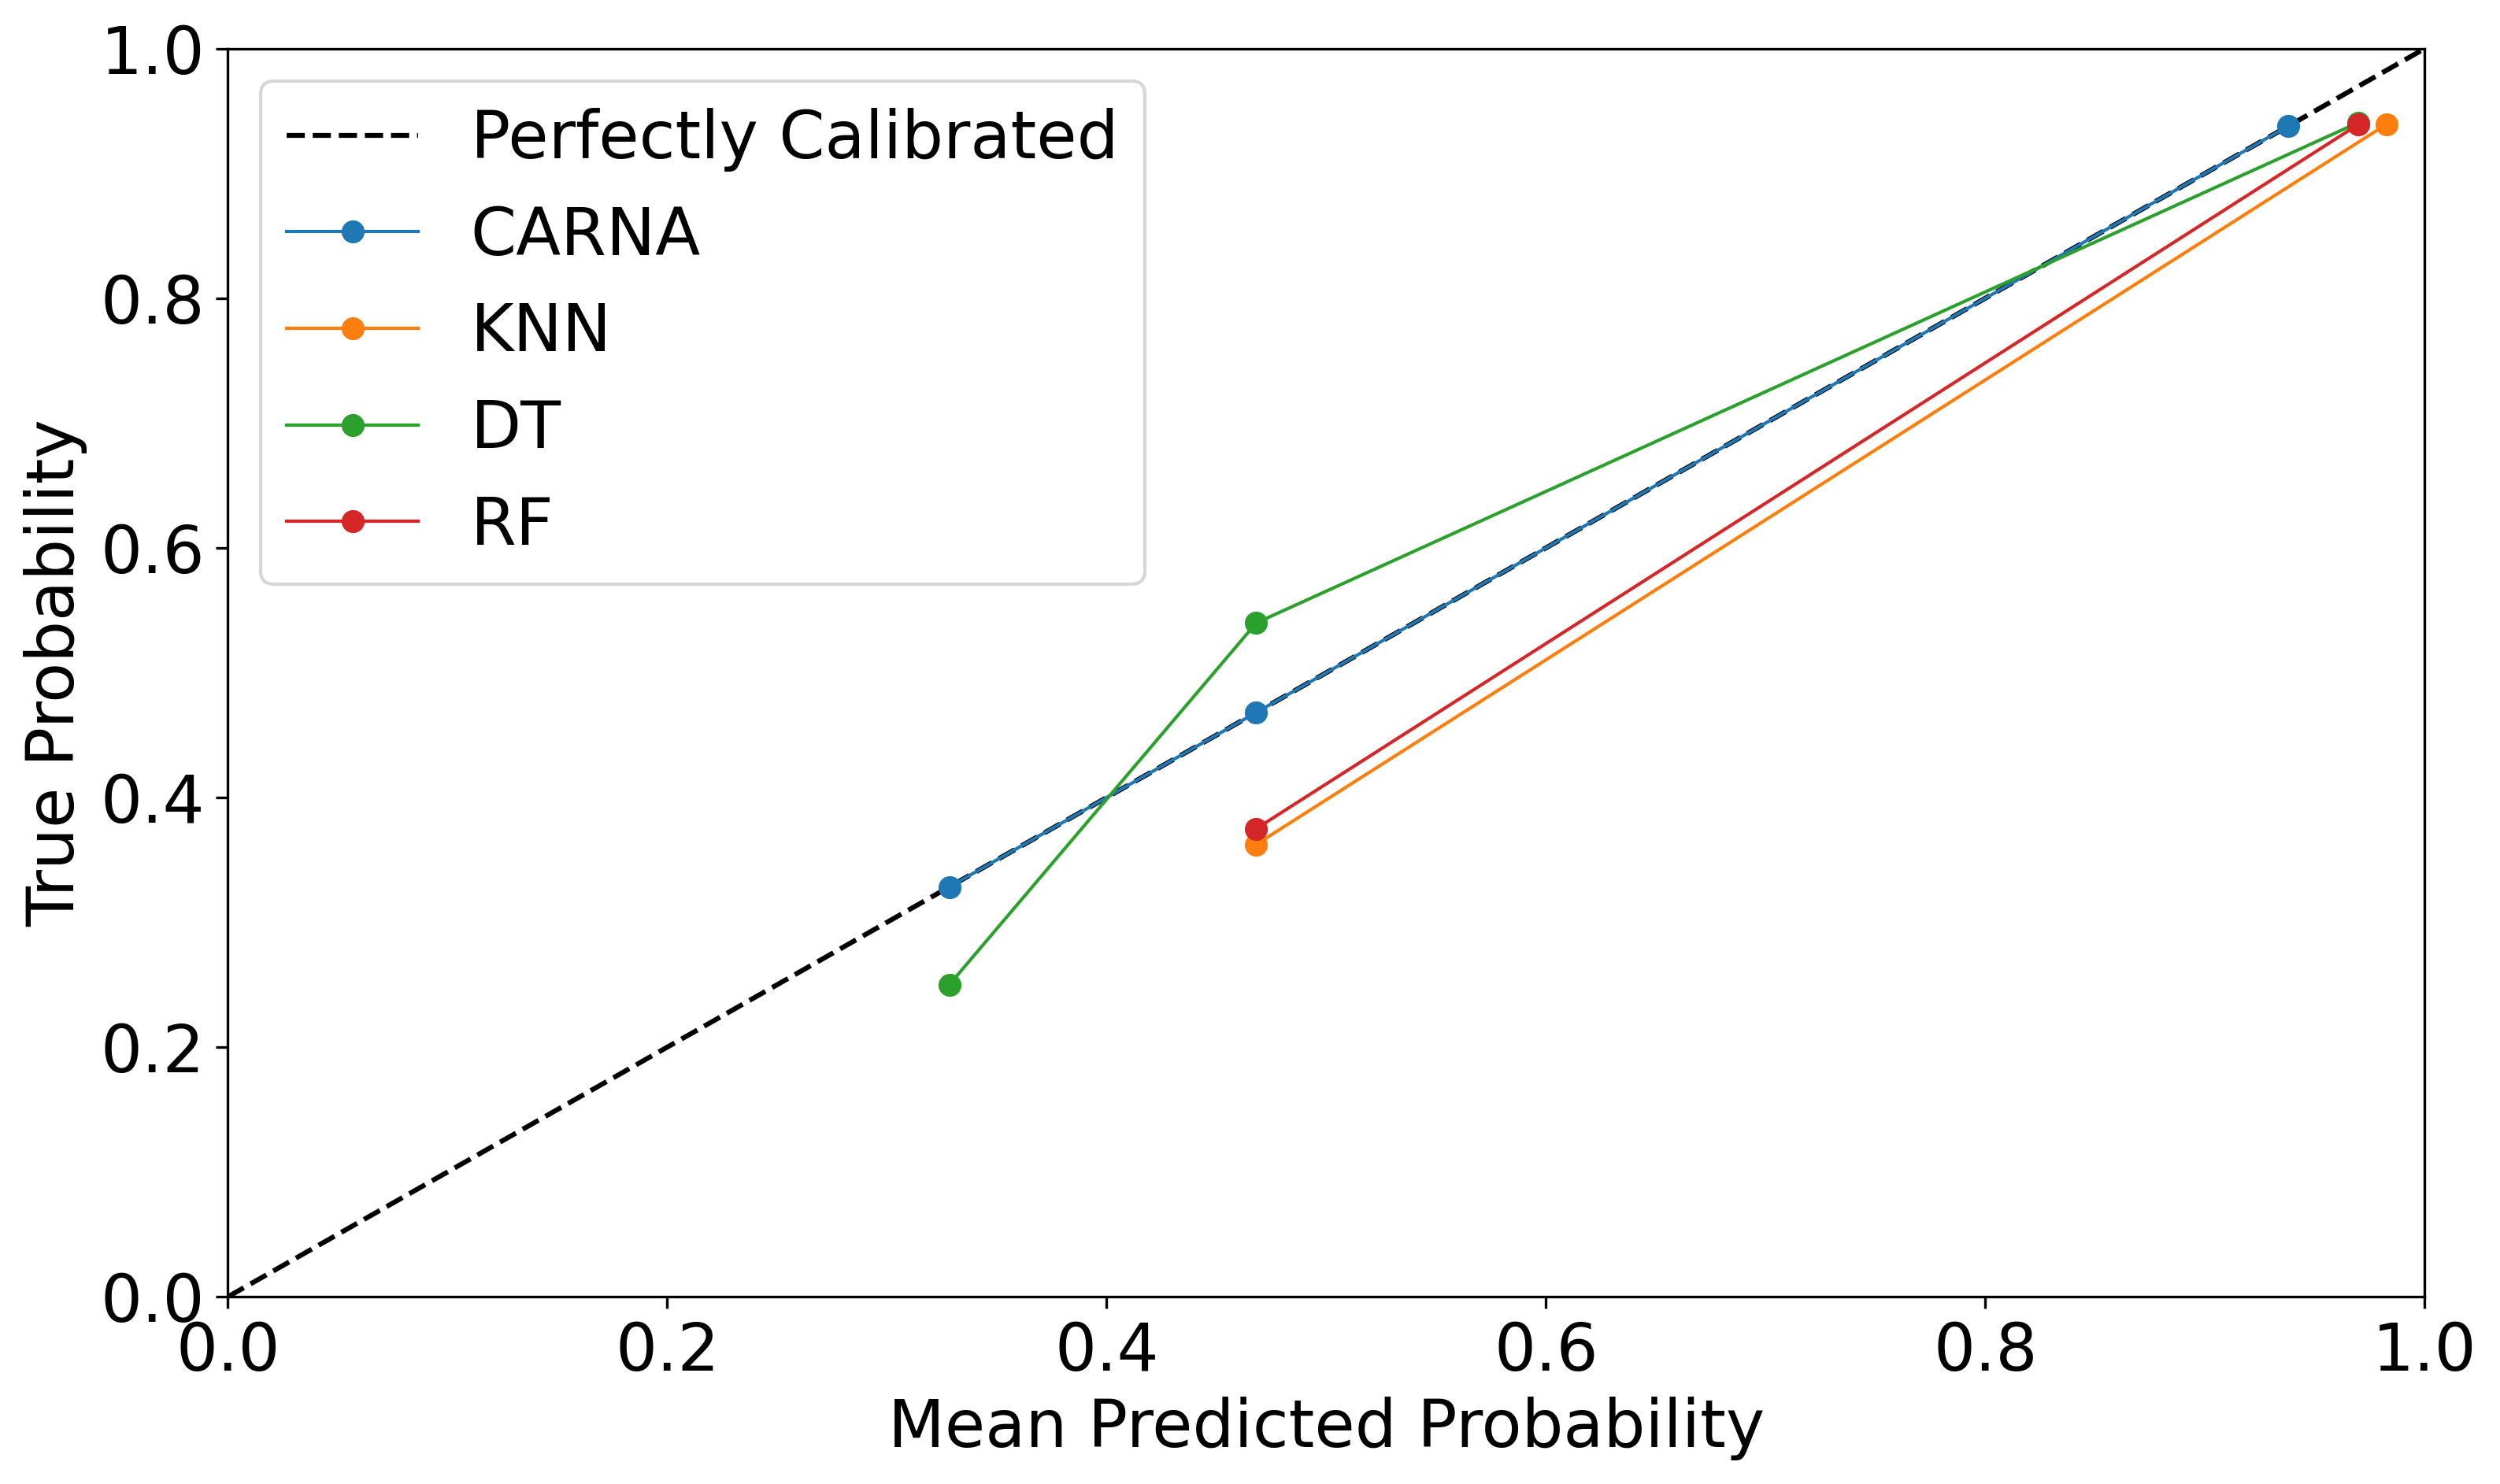 Perfectly Calibrated
CARNA
KNN
DT
RF
True Probability
1.0
0.8
0.6
0.4
0.2
0.0
0.0 0.2 0.4 0.6 0.8 1.0
Mean Predicted Probability